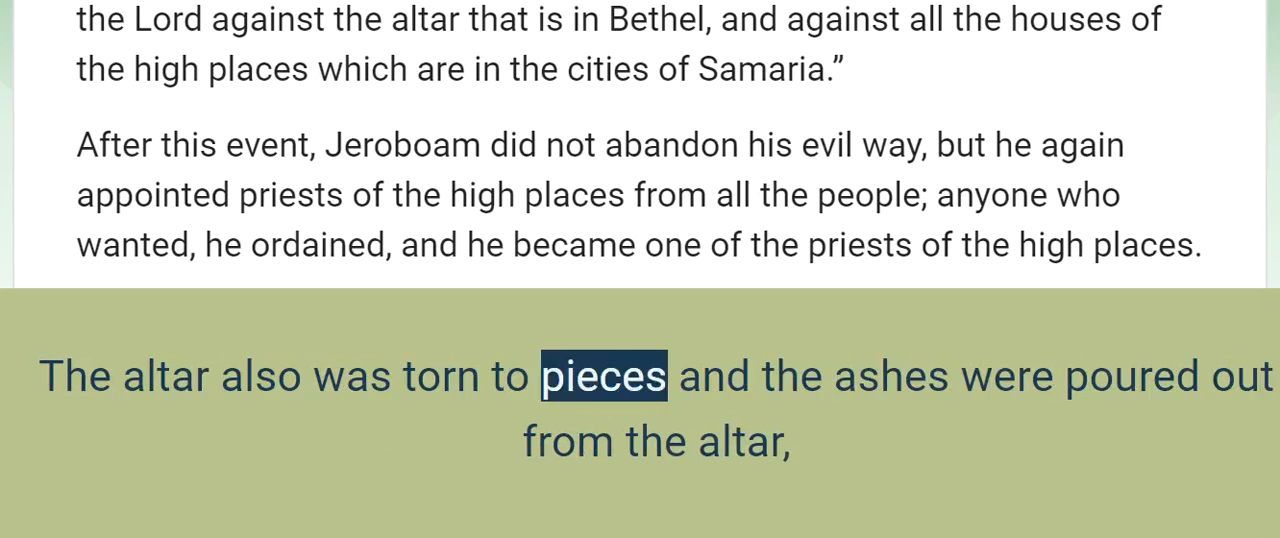 the Lord against the altar that is in Bethel, and against all the houses of
the high places which are in the cities of Samaria.”
After this event, Jeroboam did not abandon his evil way, but he again
appointed priests of the high places from all the people; anyone who
wanted, he ordained, and he became one of the priests of the high places.
The altar also was torn to pieces and the ashes were poured out
from the altar,